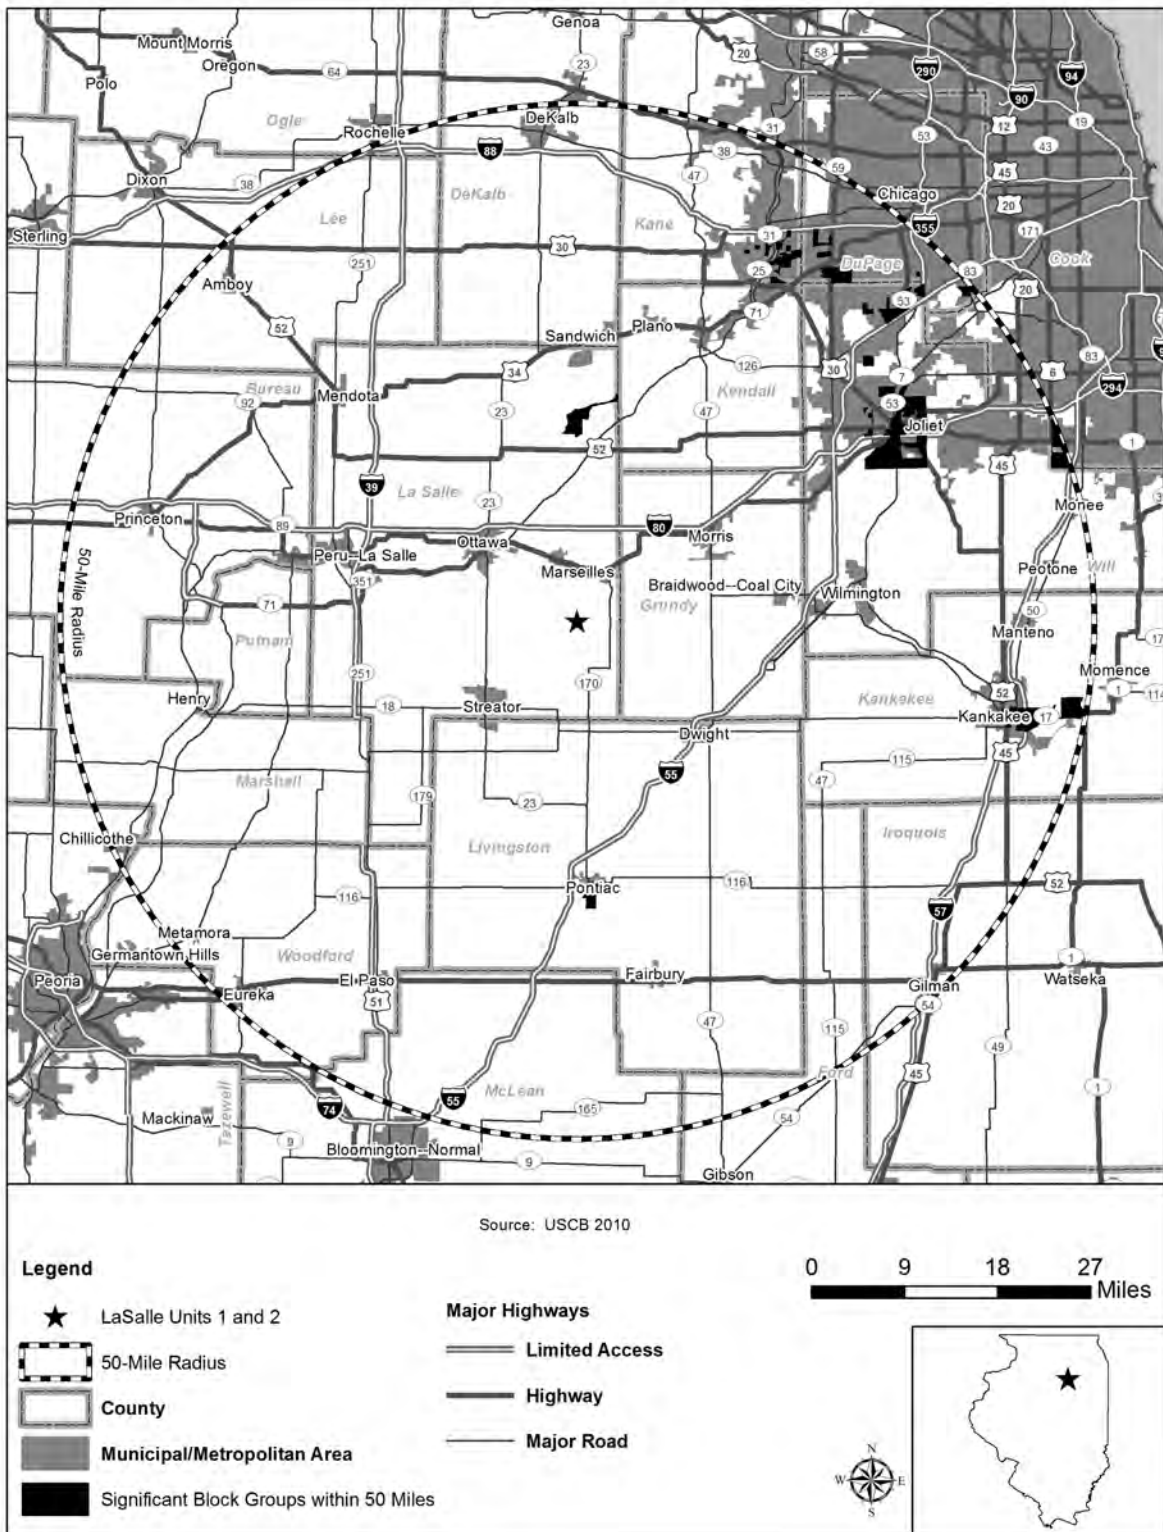 Genoa
Mount Morris
20
58
Oregon
23
290
94
64
Polo
90
31
19
Ogle
Rochelle
DeKalb
12
53
43
88
38
47
38
59
45
Dixon
DeKalb
Chicago
Lee
20
Kane
Sterling
31
355
171
30
251
25
DuPage
83
Cook
Amboy
53
20
71
52
Sandwich
Plano
83
34
126
30
7
6
Bureau
Mendota
Kendall
294
92
23
47
53
Joliet
52
1
45
39
La Salle
23
Monee
Princeton
89
80
Ottawa
Morris
Peru--La Salle
50-Mile Radius
Marseilles
Peotone
Will
351
Braidwood--Coal City
Wilmington
71
Grundy
50
Manteno
Putnam
17
251
Momence
170
52
1
114
Henry
18
Streator
Kankakee
Kankakee
17
Dwight
45
55
115
47
Marshall
179
23
Chillicothe
Livingston
Iroquois
Pontiac
116
52
116
57
Metamora
Germantown Hills
Woodford
1
Peoria
El Paso
Fairbury
Watseka
Eureka
Gilman
51
54
47
115
49
45
Ford
1
McLean
74
55
Mackinaw
Tazewell
165
54
9
Bloomington--Normal
9
Gibson
Source: USCB 2010
Legend
0 9 18 27
Miles
LaSalle Units 1 and 2
Major Highways
50-Mile Radius
Limited Access
County
Highway
Municipal/Metropolitan Area
Major Road
Significant Block Groups within 50 Miles
N
W E
S